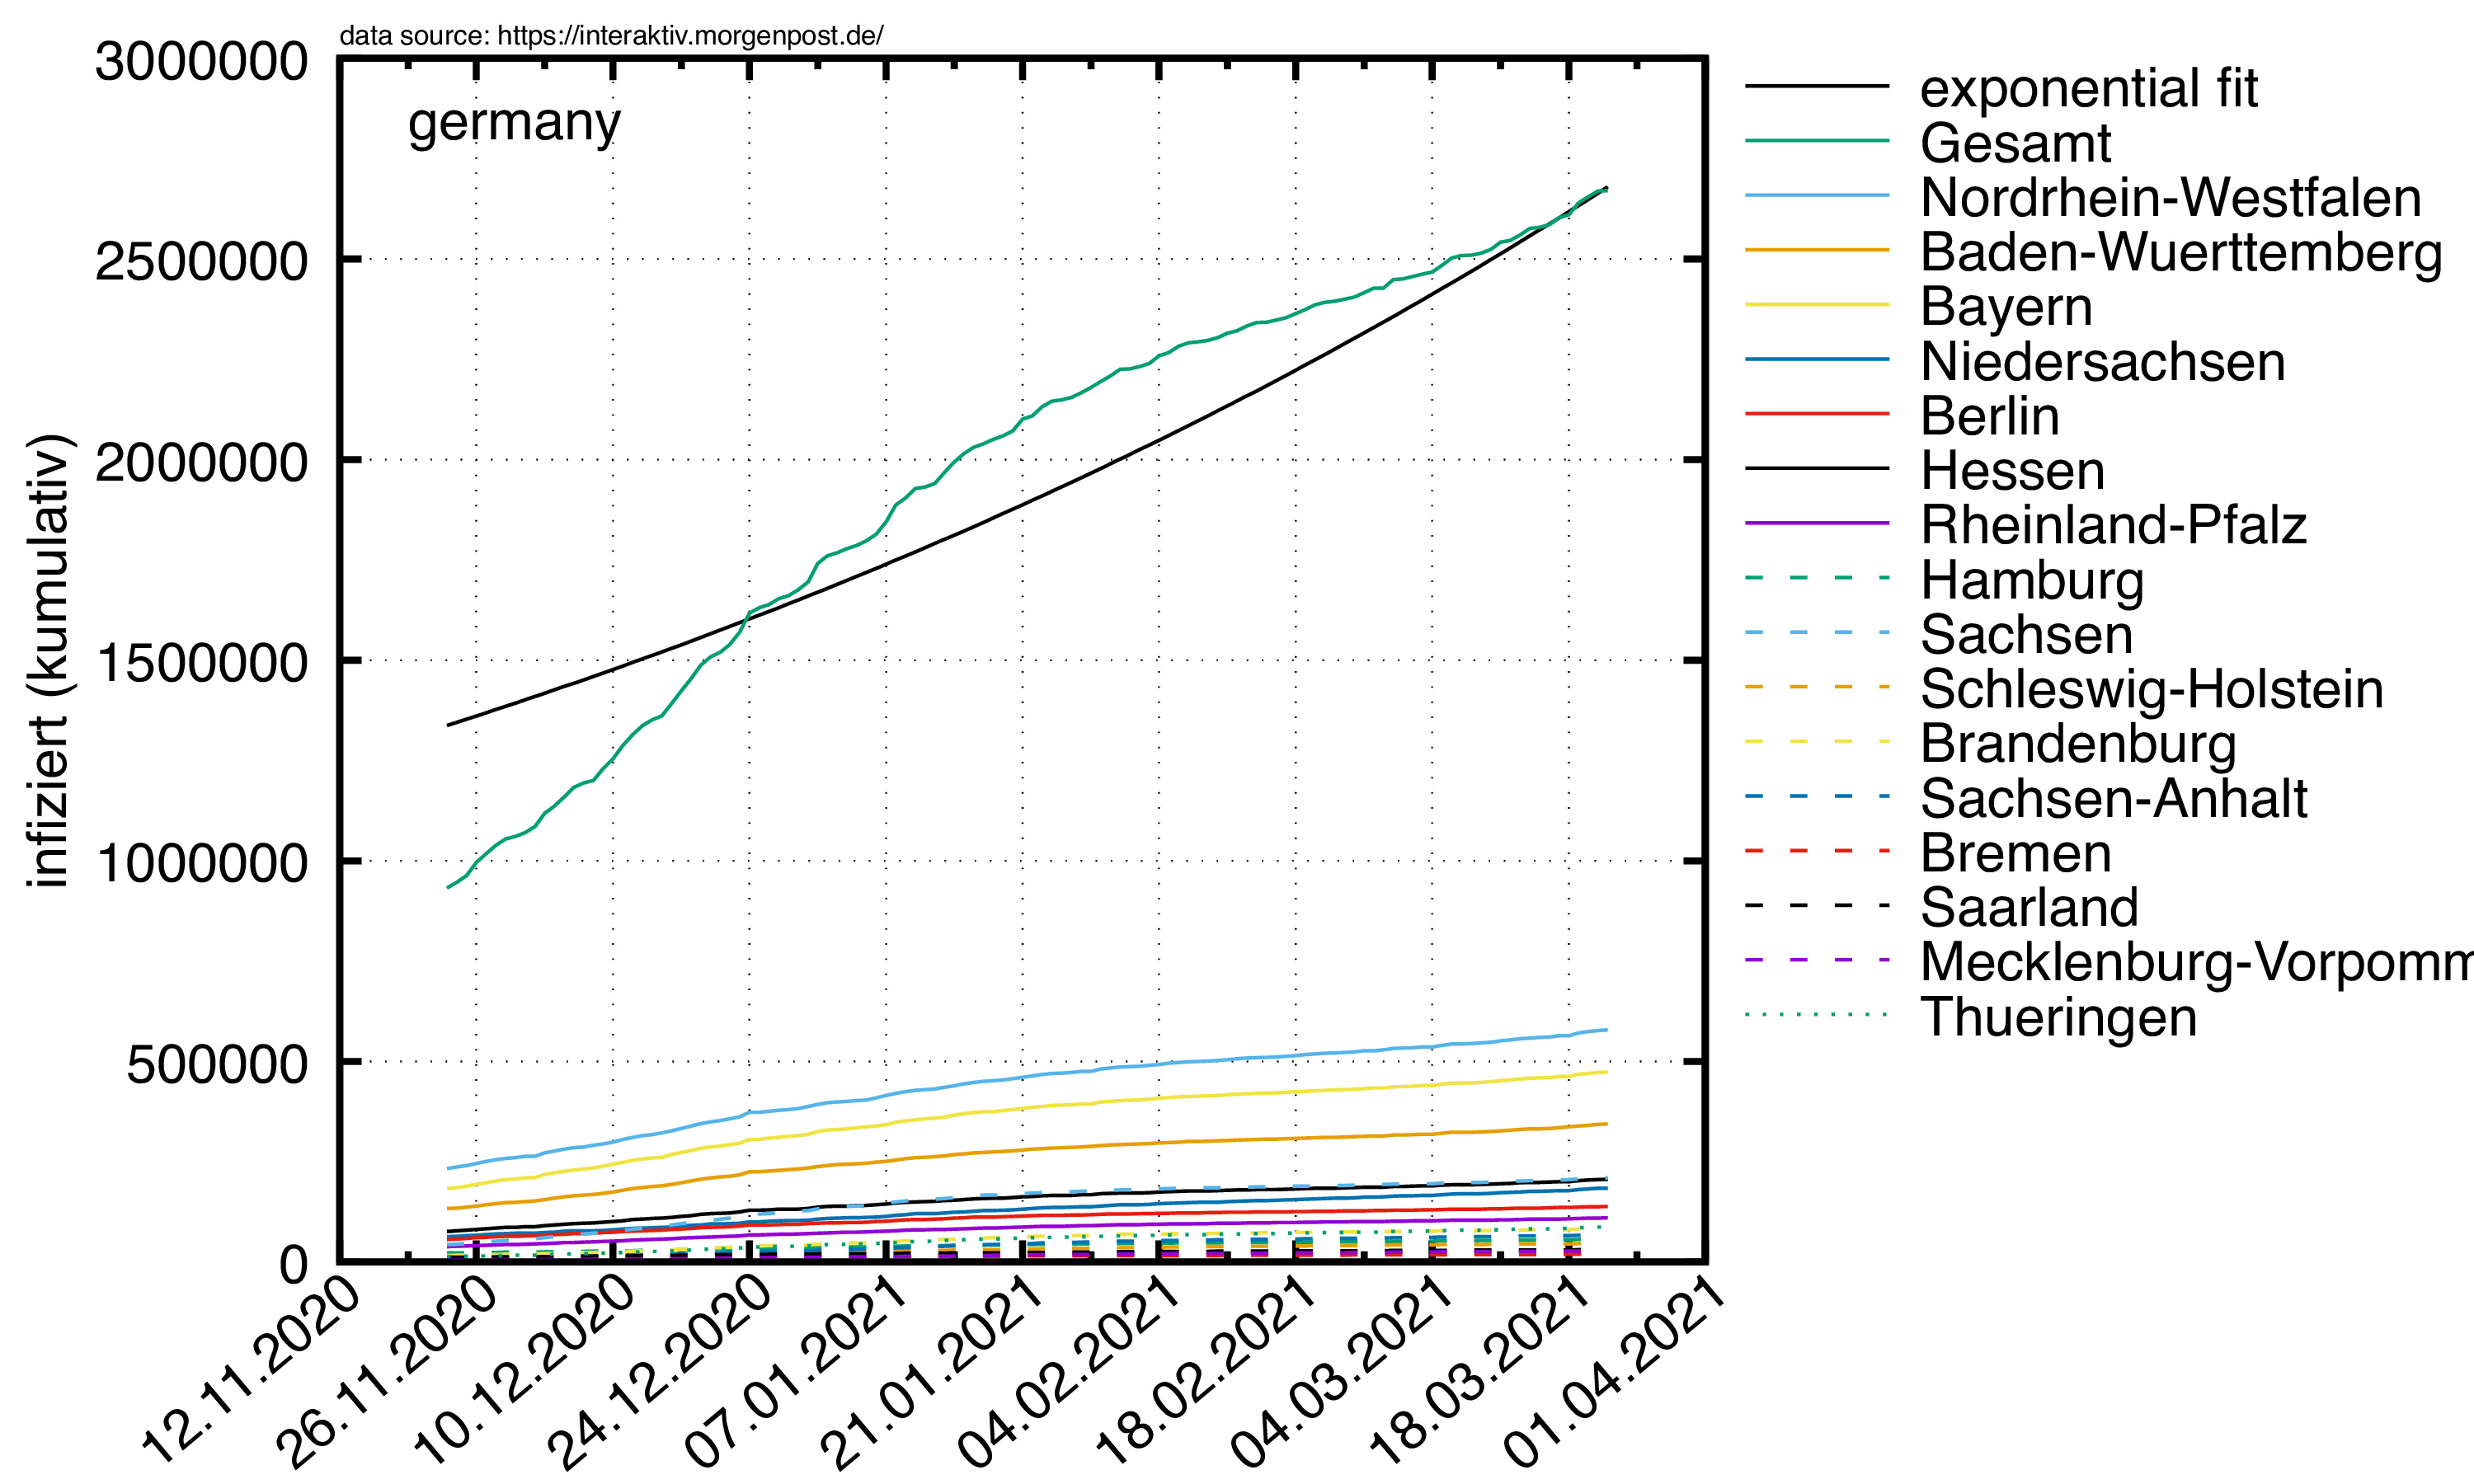 data source: https://interaktiv.morgenpost.de/
germany
infiziert (kumulativ)
3000000
2500000
2000000
1500000
1000000
500000
0
12.11.2020
26.11.2020
10.12.2020
24.12.2020
07.01.2021
21.01.2021
04.02.2021
18.02.2021
04.03.2021
18.03.2021
01.04.2021
exponential fit
Gesamt
Nordrhein-Westfalen
Baden-Wuerttemberg
Bayern
Niedersachsen
Berlin
Hessen
Rheinland-Pfalz
Hamburg
Sachsen
Schleswig-Holstein
Brandenburg
Sachsen-Anhalt
Bremen
Saarland
Mecklenburg-Vorpomm
Thueringen